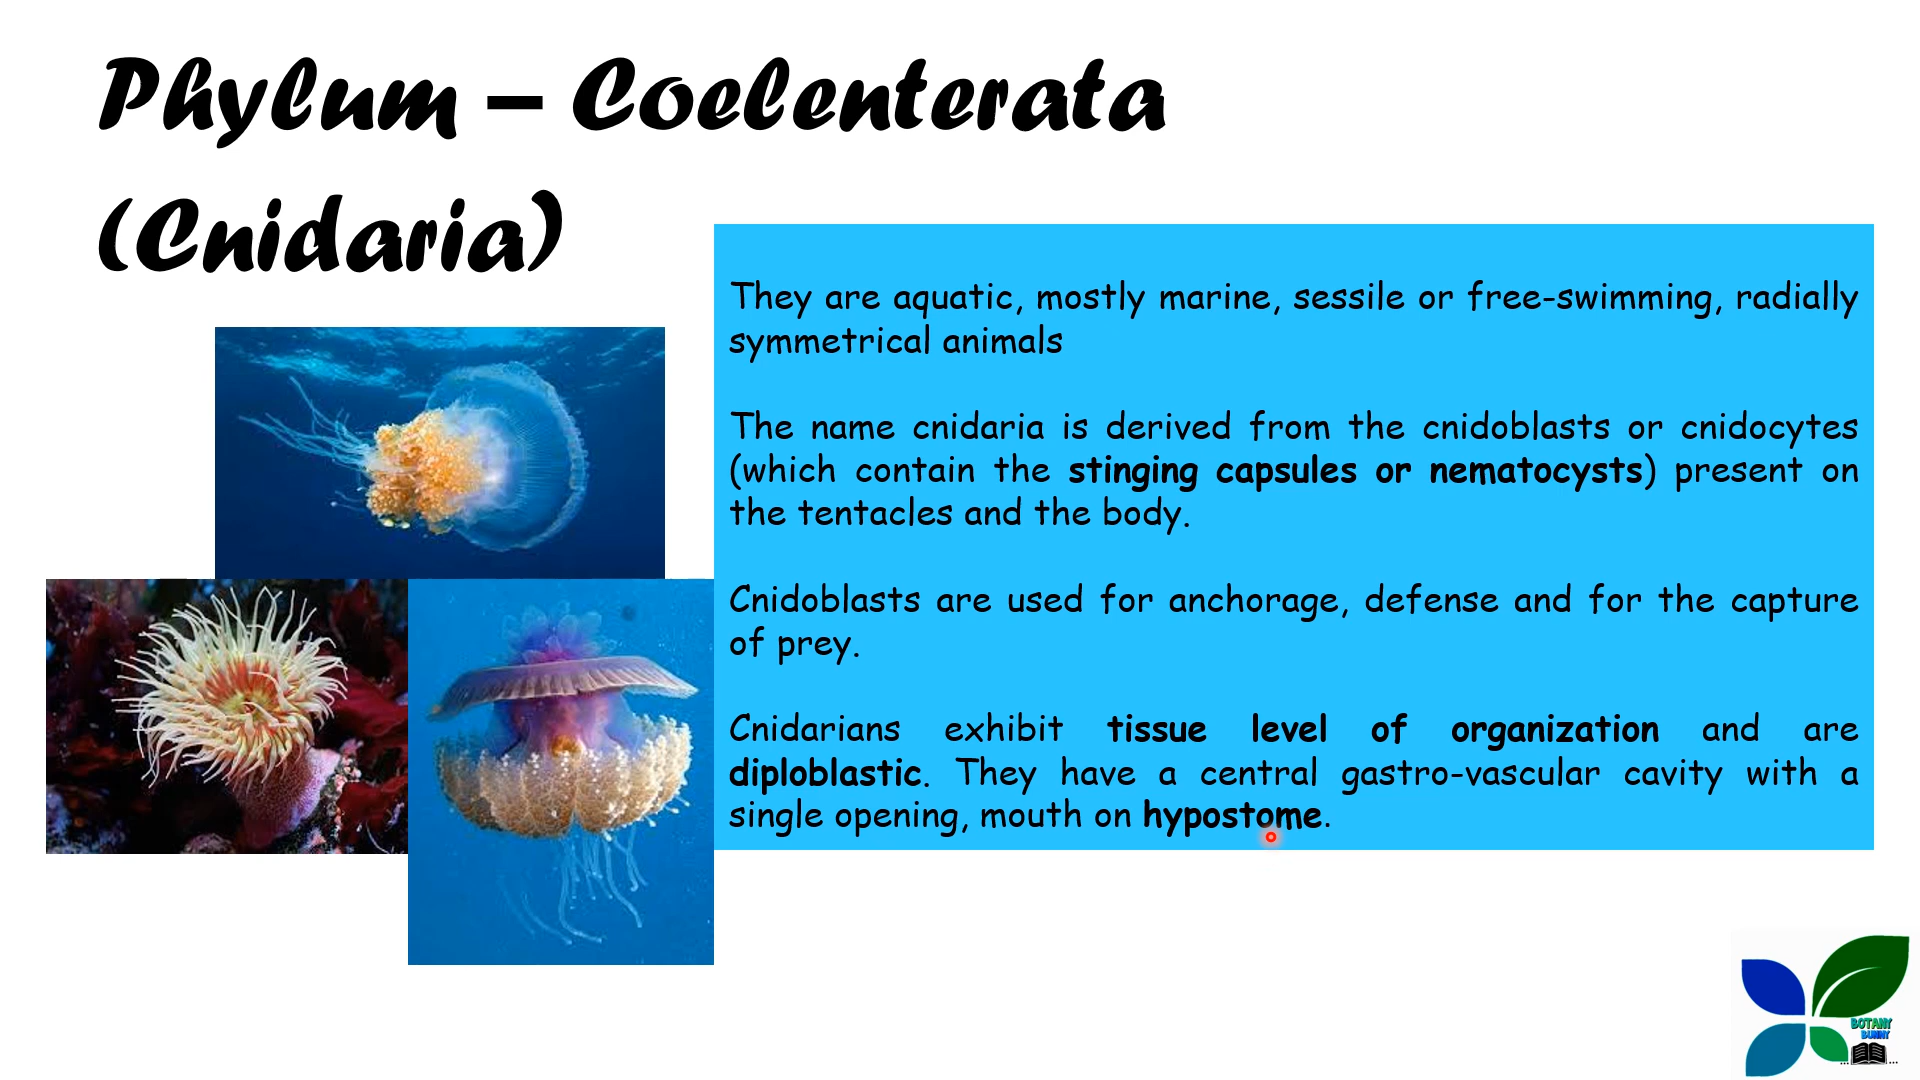 Phylum – Coelenterata
(Cnidaria)
They are aquatic, mostly marine, sessile or free-swimming, radially
symmetrical animals
The name cnidaria is derived from the cnidoblasts or cnidocytes
(which contain the stinging capsules or nematocysts) present on
the tentacles and the body.
Cnidoblasts are used for anchorage, defense and for the capture
of prey.
Cnidarians exhibit tissue level of organization and are
diploblastic. They have a central gastro-vascular cavity with a
single opening, mouth on hypostome.
BOTANY
BUNNY